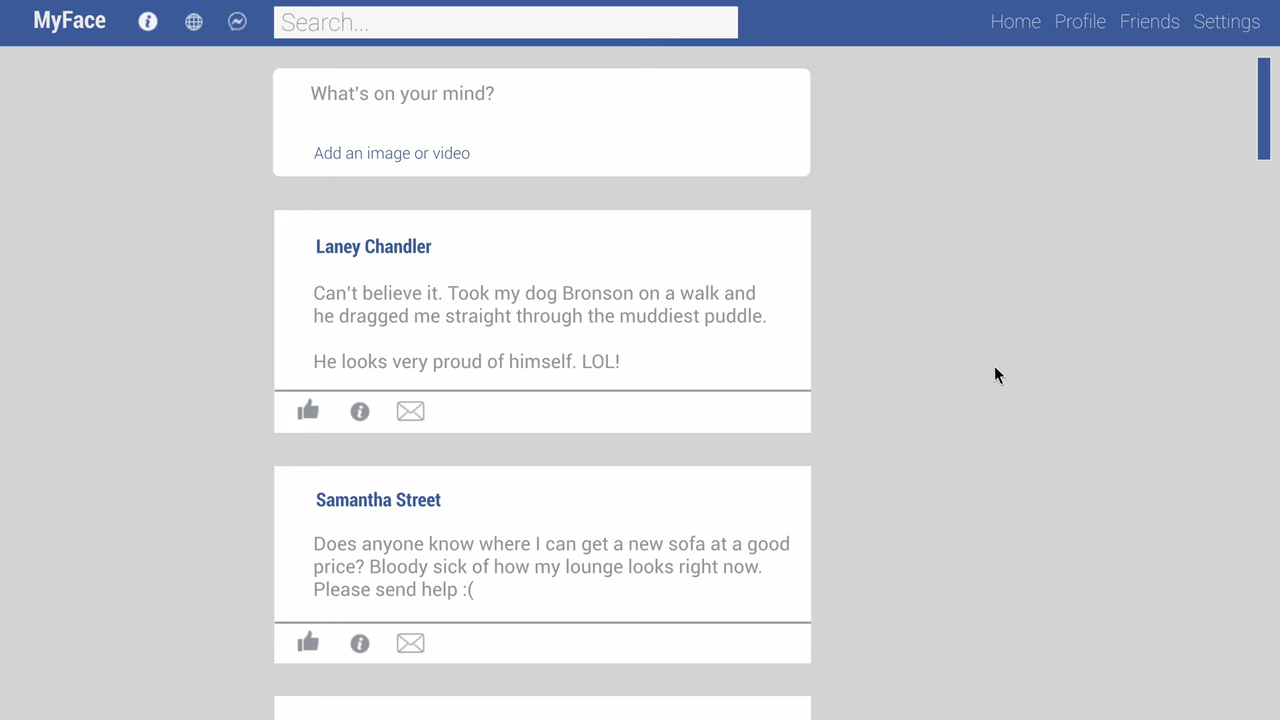 MyFace
Search...
Home Profile Friends Settings
What's on your mind?
Add an image or video
Laney Chandler
Can't believe it. Took my dog Bronson on a walk and
he dragged me straight through the muddiest puddle.
He looks very proud of himself. LOL!
Samantha Street
Does anyone know where I can get a new sofa at a good
price? Bloody sick of how my lounge looks right now.
Please send help :(